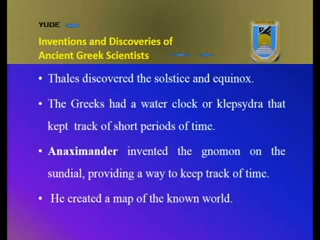 YUDE
Inventions and Discoveries of
Ancient Greek Scientists
• Thales discovered the solstice and equinox.
• The Greeks had a water clock or klepsydra that
kept track of short periods of time.
• Anaximander invented the gnomon on the
sundial, providing a way to keep track of time.
• He created a map of the known world.